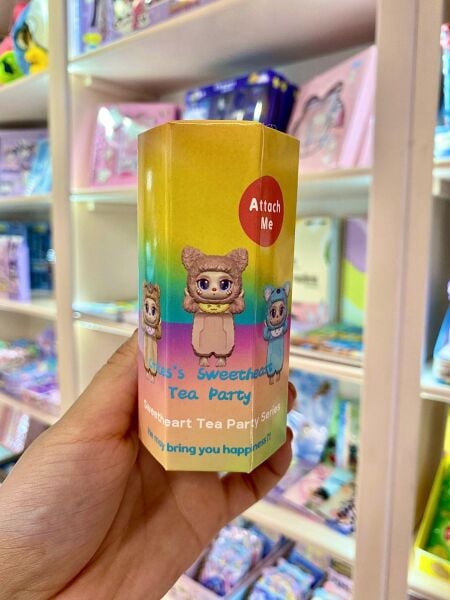 Attach
Me
Sweetheart
Tea Party
Sweetheart Tea Party Series
may bring you happiness